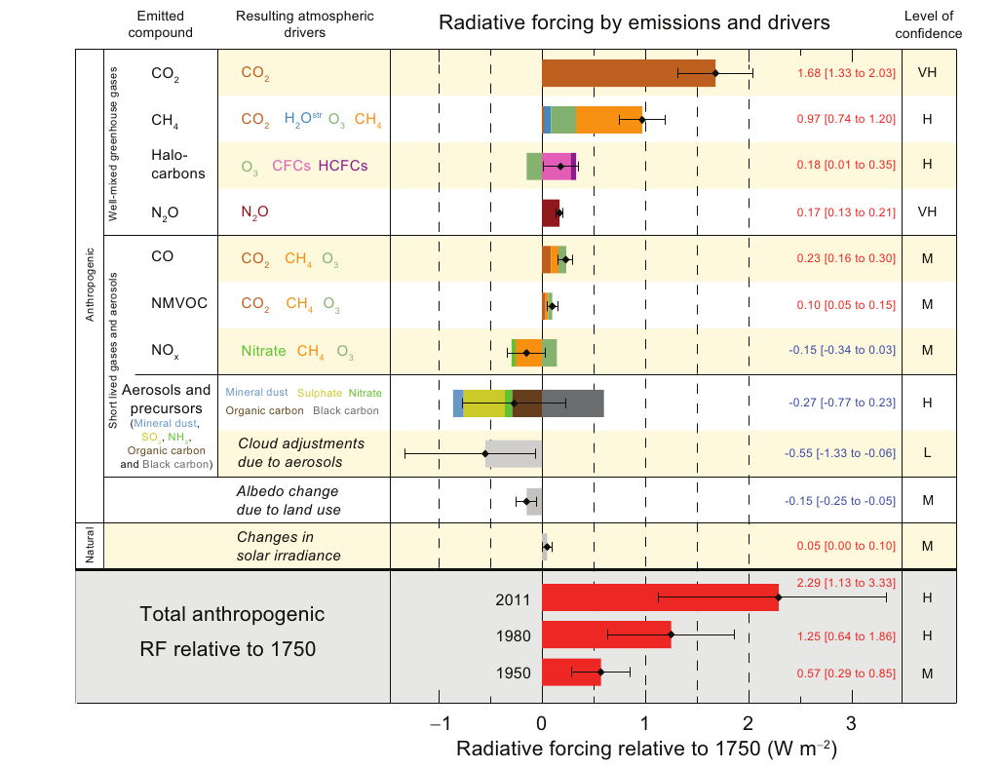 Emitted
compound
Resulting atmospheric
drivers
Radiative forcing by emissions and drivers
Level of
confidence
Anthropogenic
Well-mixed greenhouse gases
CO2 CO2 1.68 [1.33 to 2.03] VH
CH4 CO2 H2Ostr O3 CH4 0.97 [0.74 to 1.20] H
Halo-
carbons O3 CFCs HCFCs 0.18 [0.01 to 0.35] H
N2O N2O 0.17 [0.13 to 0.21] VH
Short lived gases and aerosols
CO CO2 CH4 O3 0.23 [0.16 to 0.30] M
NMVOC CO2 CH4 O3 0.10 [0.05 to 0.15] M
NOx Nitrate CH4 O3 -0.15 [-0.34 to 0.03] M
Aerosols and
precursors
(Mineral dust,
SO2, NH3,
Organic carbon
and Black carbon)
Mineral dust Sulphate Nitrate
Organic carbon Black carbon
-0.27 [-0.77 to 0.23] H
Cloud adjustments
due to aerosols
-0.55 [-1.33 to -0.06] L
Albedo change
due to land use
-0.15 [-0.25 to -0.05] M
Natural
Changes in
solar irradiance
0.05 [0.00 to 0.10] M
Total anthropogenic
RF relative to 1750
2011 2.29 [1.13 to 3.33] H
1980 1.25 [0.64 to 1.86] H
1950 0.57 [0.29 to 0.85] M
−1 0 1 2 3
Radiative forcing relative to 1750 (W m−2)